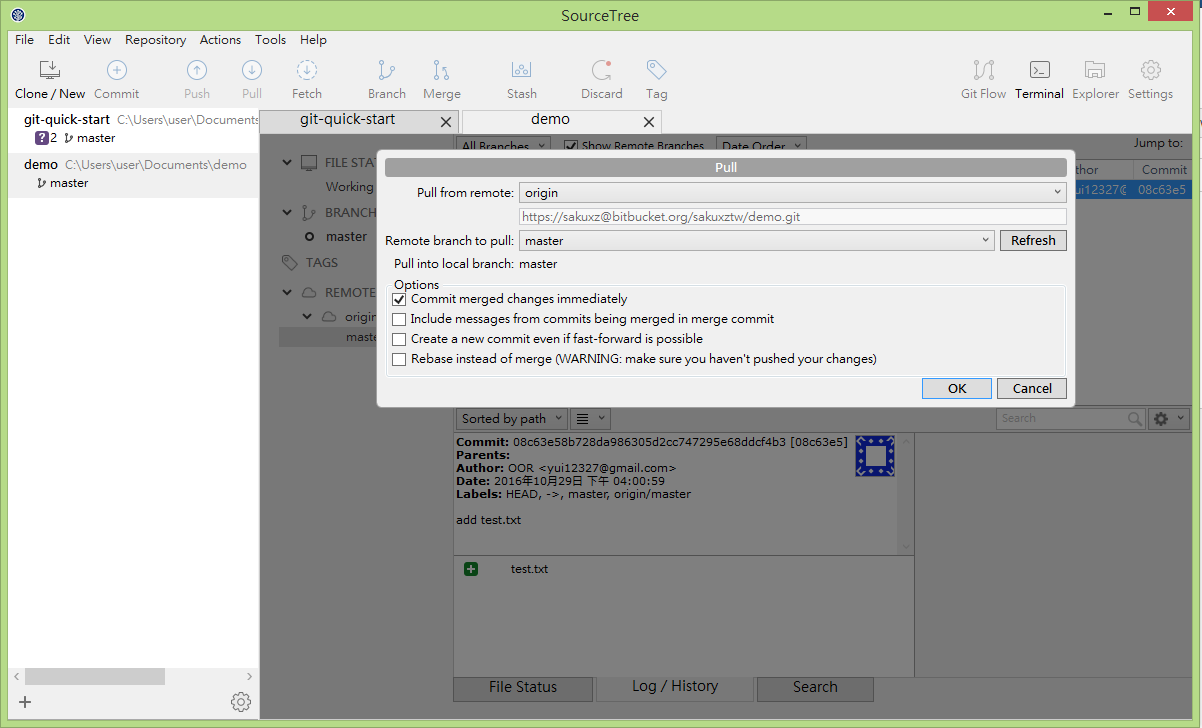 SourceTree
File Edit View Repository Actions Tools Help
Clone / New Commit Push Pull Fetch Branch Merge Stash Discard Tag Git Flow Terminal Explorer Settings
git-quick-start C:\Users\user\Documents
? 2 master
demo C:\Users\user\Documents\demo
master
git-quick-start demo
All Branches Show Remote Branches Date Order Jump to:
FILE STAT
Working
BRANCH
master
TAGS
REMOTE
origin
maste
thor Commit
ui12327@ 08c63e5
Pull
Pull from remote: origin
https://sakuxz@bitbucket.org/sakuxztw/demo.git
Remote branch to pull: master Refresh
Pull into local branch: master
Options
Commit merged changes immediately
Include messages from commits being merged in merge commit
Create a new commit even if fast-forward is possible
Rebase instead of merge (WARNING: make sure you haven't pushed your changes)
OK Cancel
Sorted by path Search
Commit: 08c63e58b728da986305d2cc747295e68ddcf4b3 [08c63e5]
Parents:
Author: OOR <yui12327@gmail.com>
Date: 2016年10月29日 下午 04:00:59
Labels: HEAD, ->, master, origin/master
add test.txt
test.txt
File Status Log / History Search